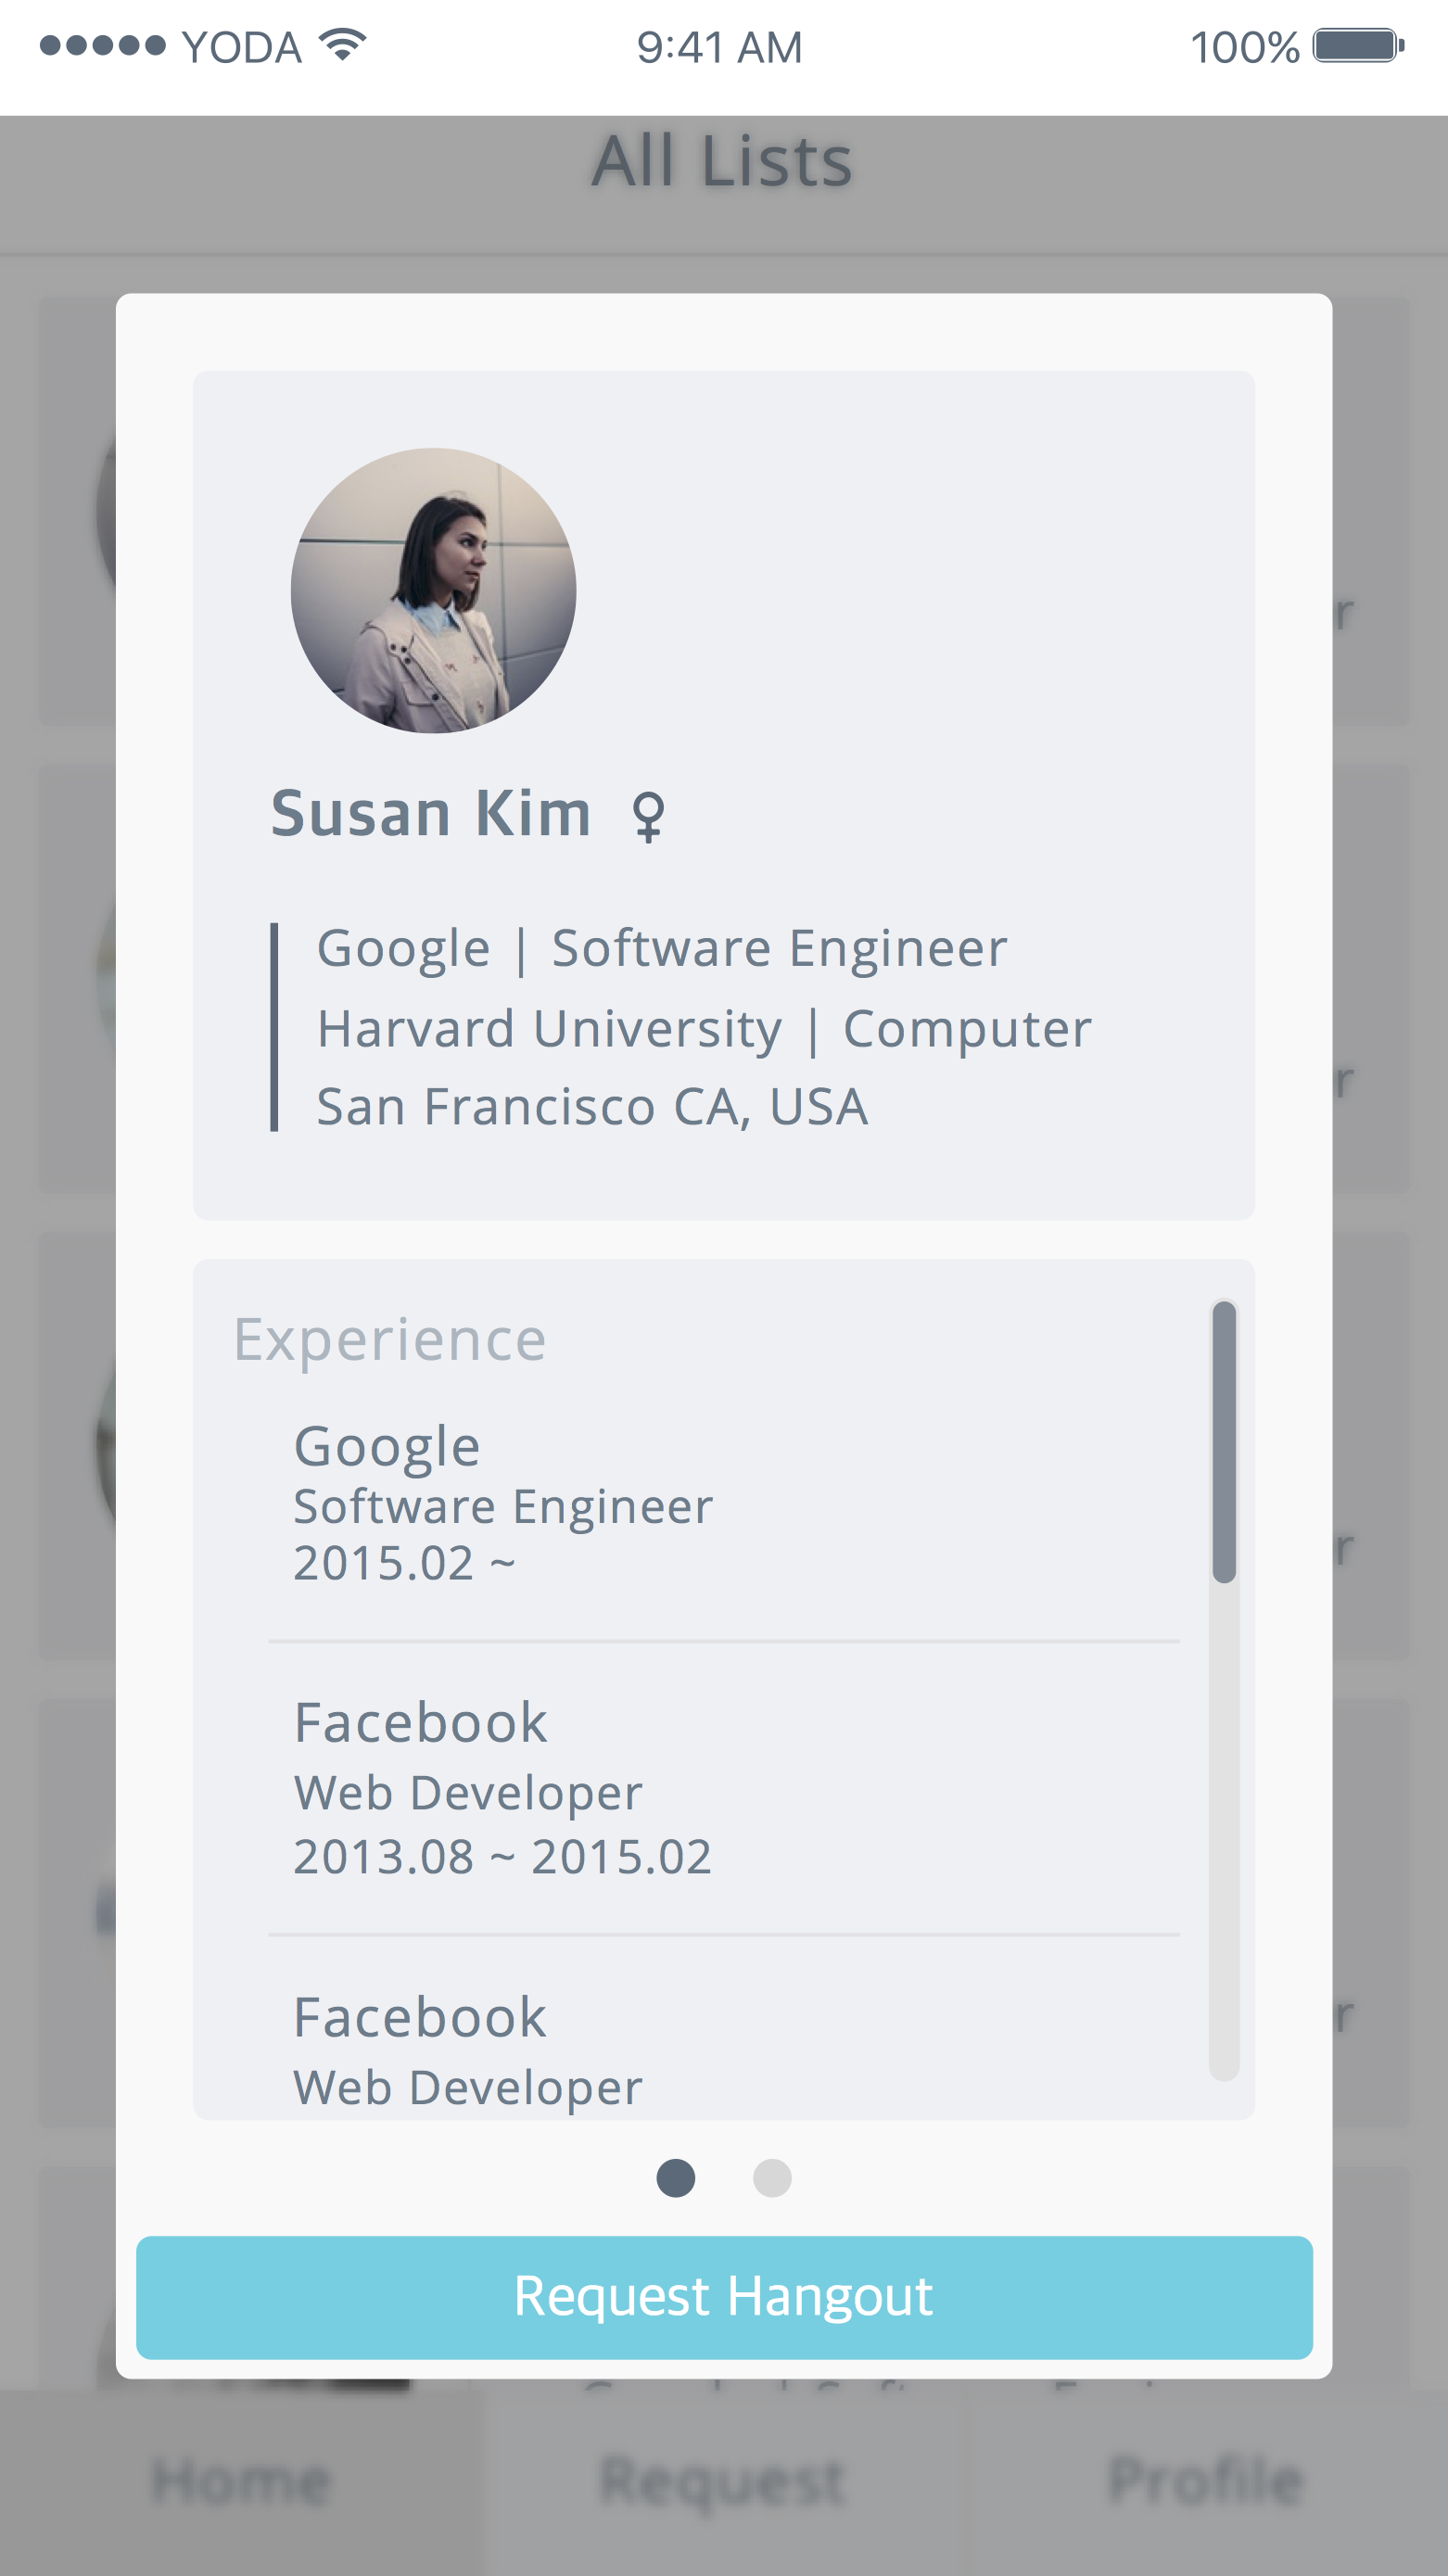 YODA 9:41 AM 100%
All Lists
Susan Kim ♀
Google | Software Engineer
Harvard University | Computer
San Francisco CA, USA
Experience
Google
Software Engineer
2015.02 ~
Facebook
Web Developer
2013.08 ~ 2015.02
Facebook
Web Developer
Request Hangout
Home Request Profile